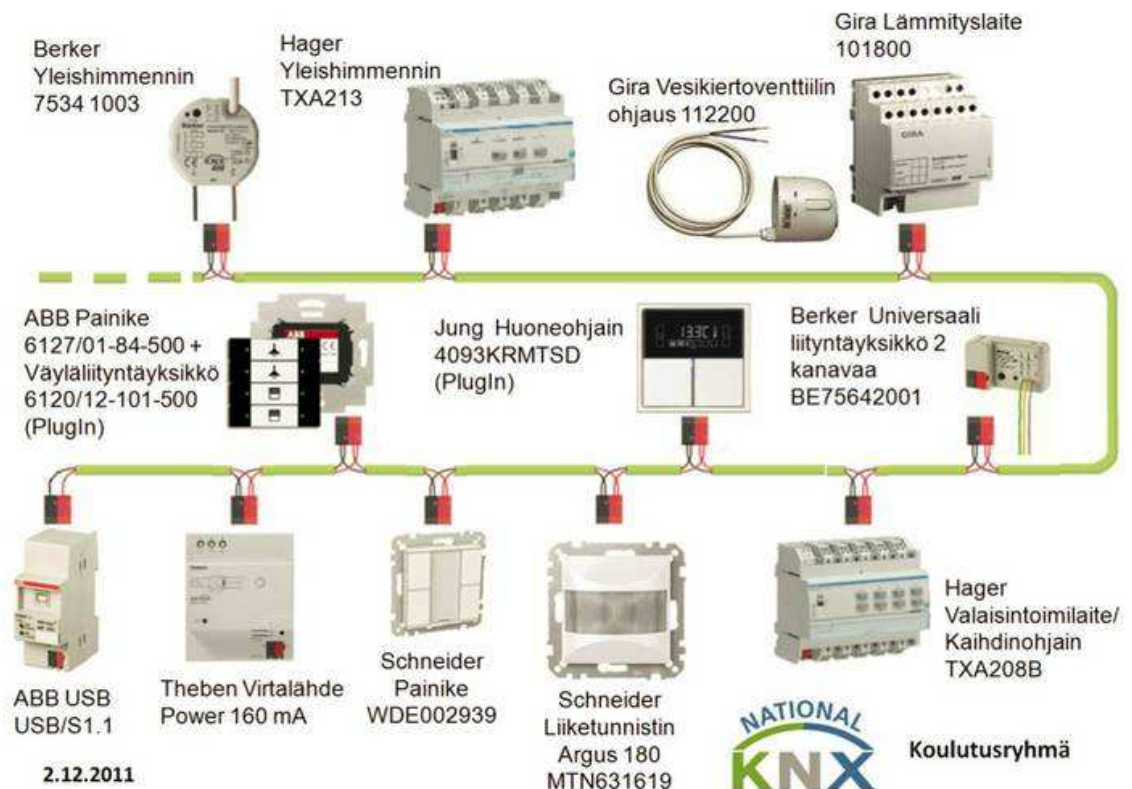 Berker
Yleishimmennin
7534 1003
Hager
Yleishimmennin
TXA213
Gira Vesikiertoventtiilin
ohjaus 112200
Gira Lämmityslaite
101800
GIRA
ABB Painike
6127/01-84-500 +
Väyläliityntäyksikkö
6120/12-101-500
(PlugIn)
ABB
Jung Huoneohjain
4093KRMTSD
(PlugIn)
Berker Universaali
liityntäyksikkö 2
kanavaa
BE75642001
ABB USB
USB/S1.1
Theben Virtalähde
Power 160 mA
Schneider
Painike
WDE002939
Schneider
Liiketunnistin
Argus 180
MTN631619
Hager
Valaisintoimilaite/
Kaihdinohjain
TXA208B
2.12.2011
NATIONAL
KNX
Koulutusryhmä